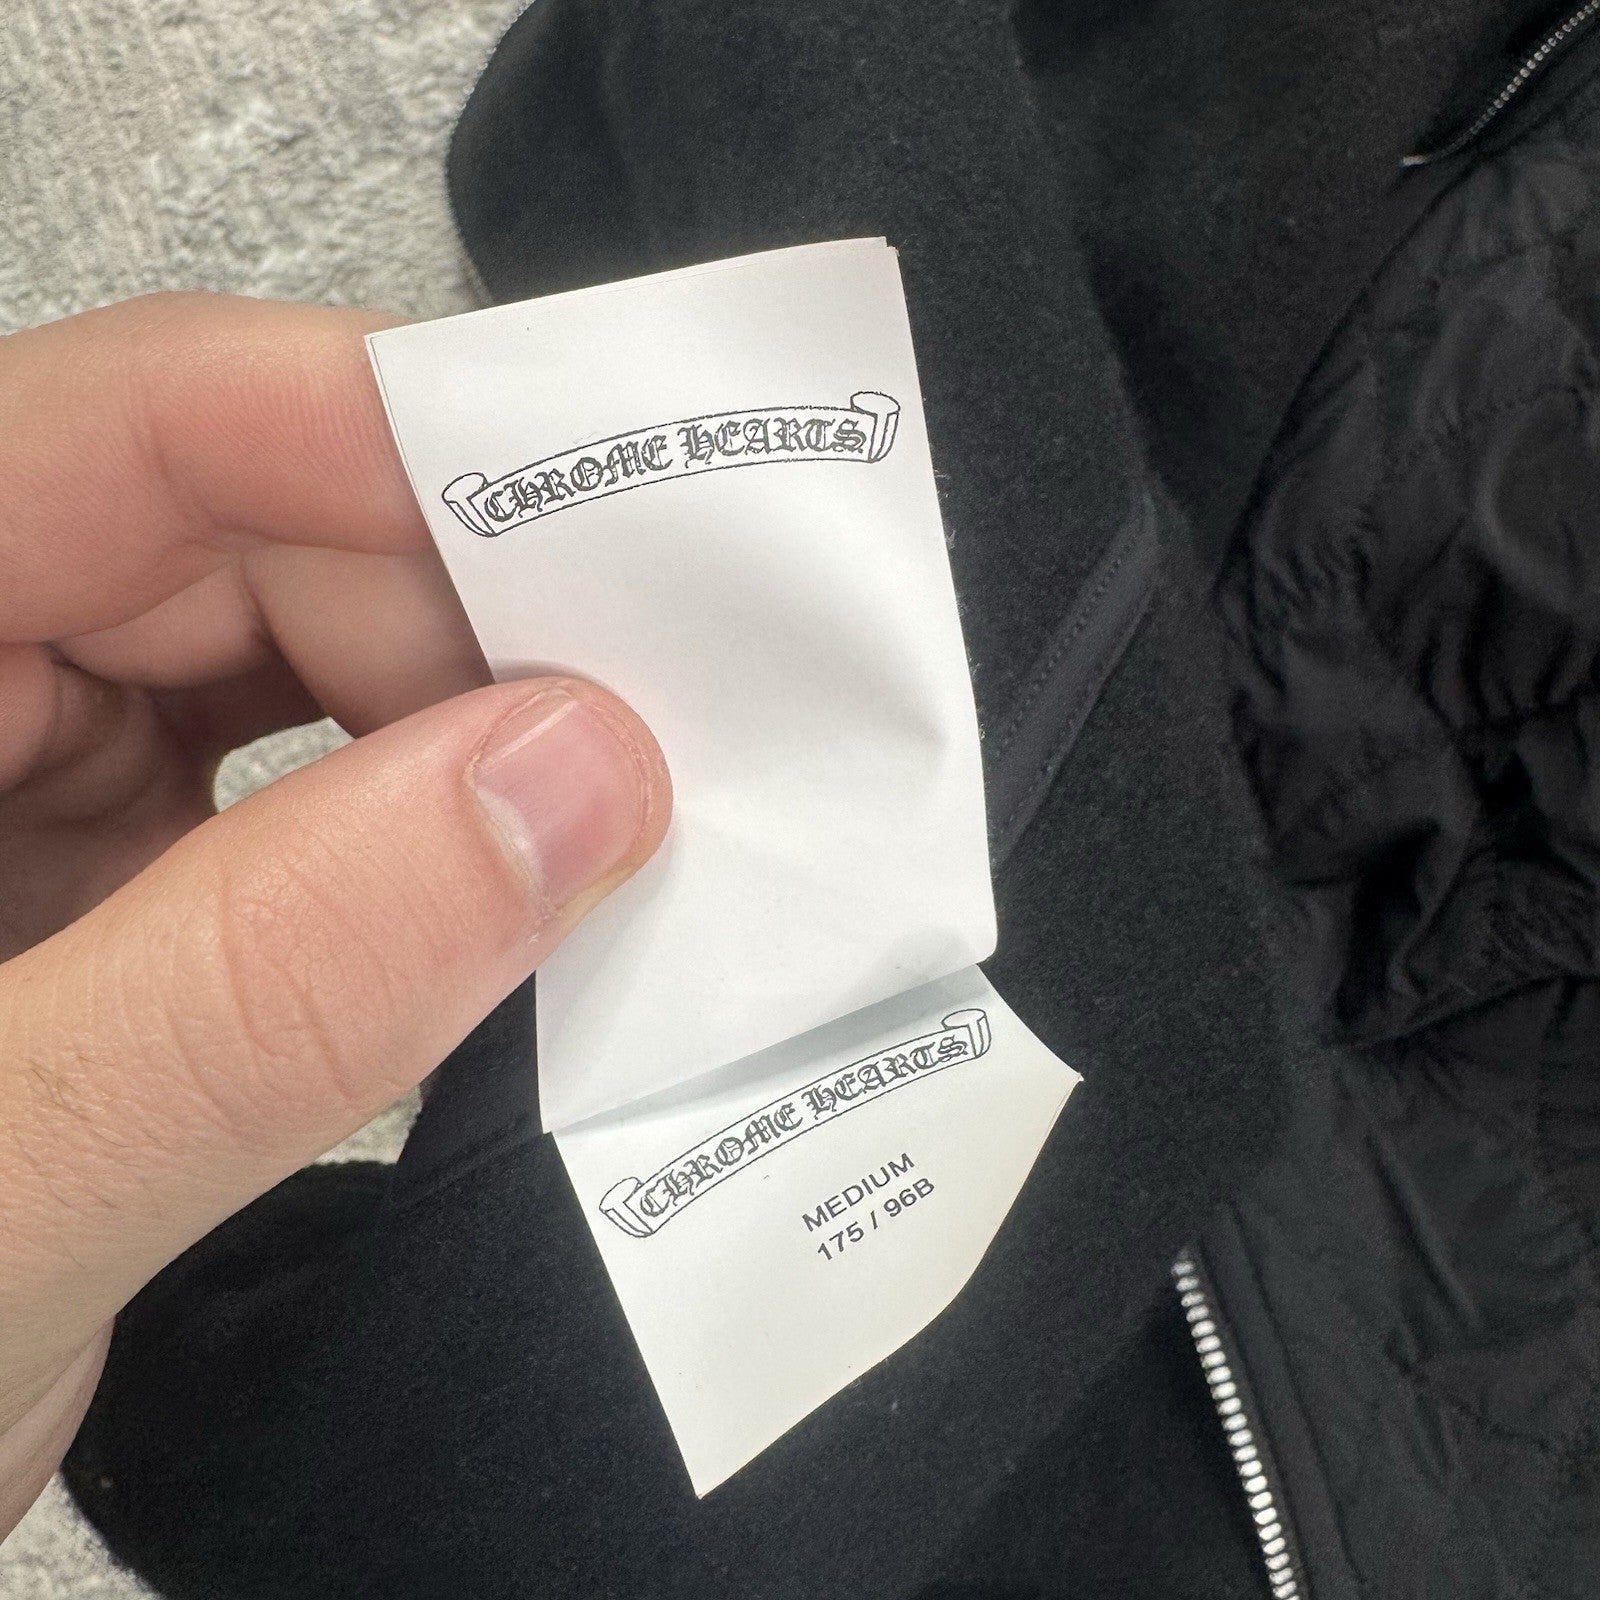 CHROME HEARTS
CHROME HEARTS
MEDIUM
175 / 96B